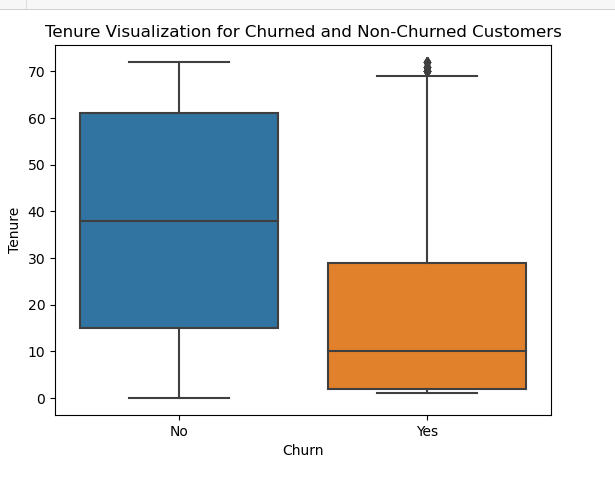 Tenure Visualization for Churned and Non-Churned Customers
70
60
50
40
30
20
10
0
Tenure
No
Yes
Churn